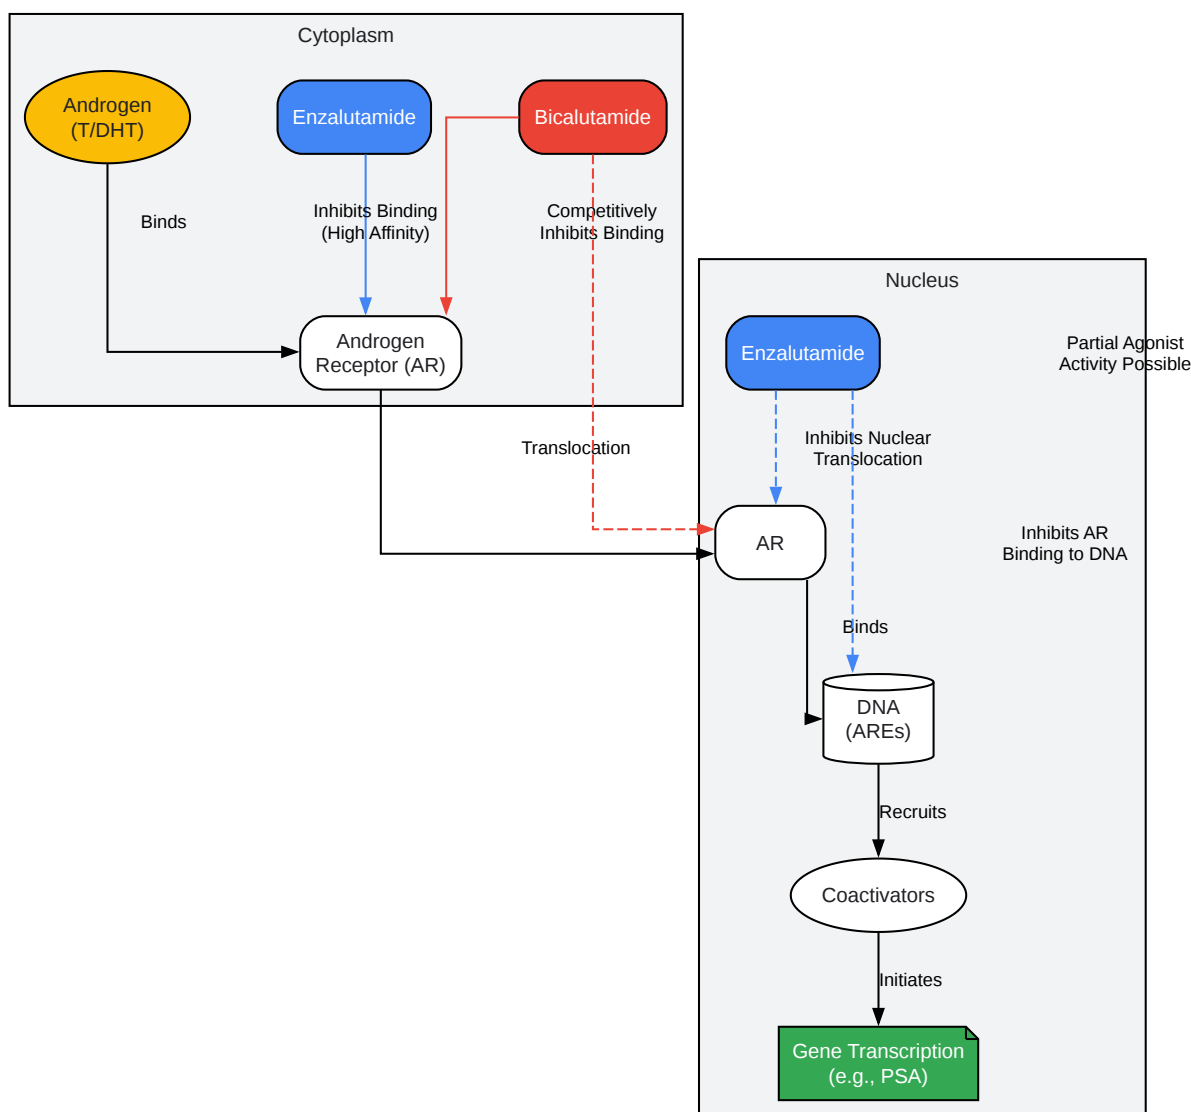 Cytoplasm
Androgen
(T/DHT)
Enzalutamide
Bicalutamide
Binds
Inhibits Binding
(High Affinity)
Competitively
Inhibits Binding
Androgen
Receptor (AR)
Nucleus
Enzalutamide
Partial Agonist
Activity Possible
Translocation
Inhibits Nuclear
Translocation
AR
Inhibits AR
Binding to DNA
Binds
DNA
(AREs)
Recruits
Coactivators
Initiates
Gene Transcription
(e.g., PSA)